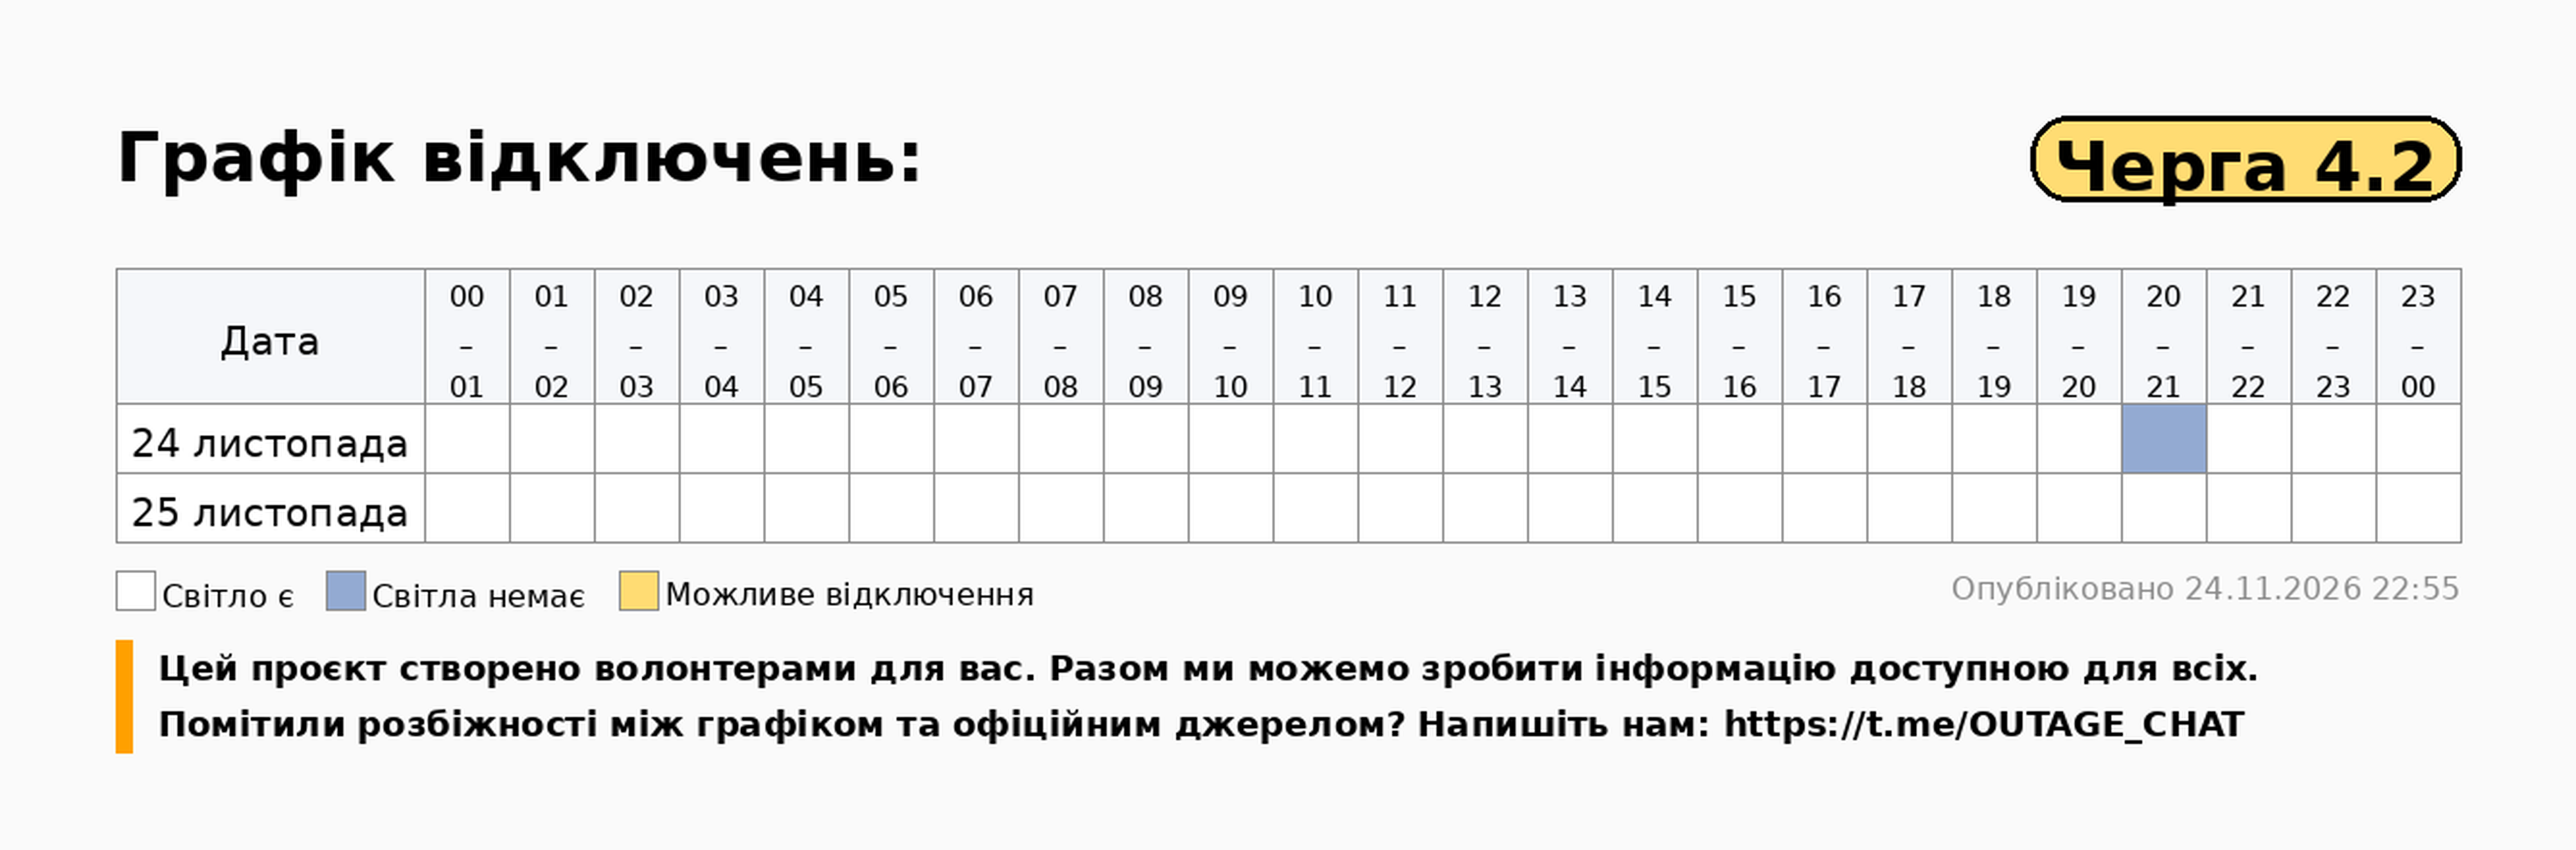 Графік відключень:
Черга 4.2
Дата 00 – 01 01 – 02 02 – 03 03 – 04 04 – 05 05 – 06 06 – 07 07 – 08 08 – 09 09 – 10 10 – 11 11 – 12 12 – 13 13 – 14 14 – 15 15 – 16 16 – 17 17 – 18 18 – 19 19 – 20 20 – 21 21 – 22 22 – 23 23 – 00
24 листопада
25 листопада
Світло є Світла немає Можливе відключення
Опубліковано 24.11.2026 22:55
Цей проєкт створено волонтерами для вас. Разом ми можемо зробити інформацію доступною для всіх.
Помітили розбіжності між графіком та офіційним джерелом? Напишіть нам: https://t.me/OUTAGE_CHAT